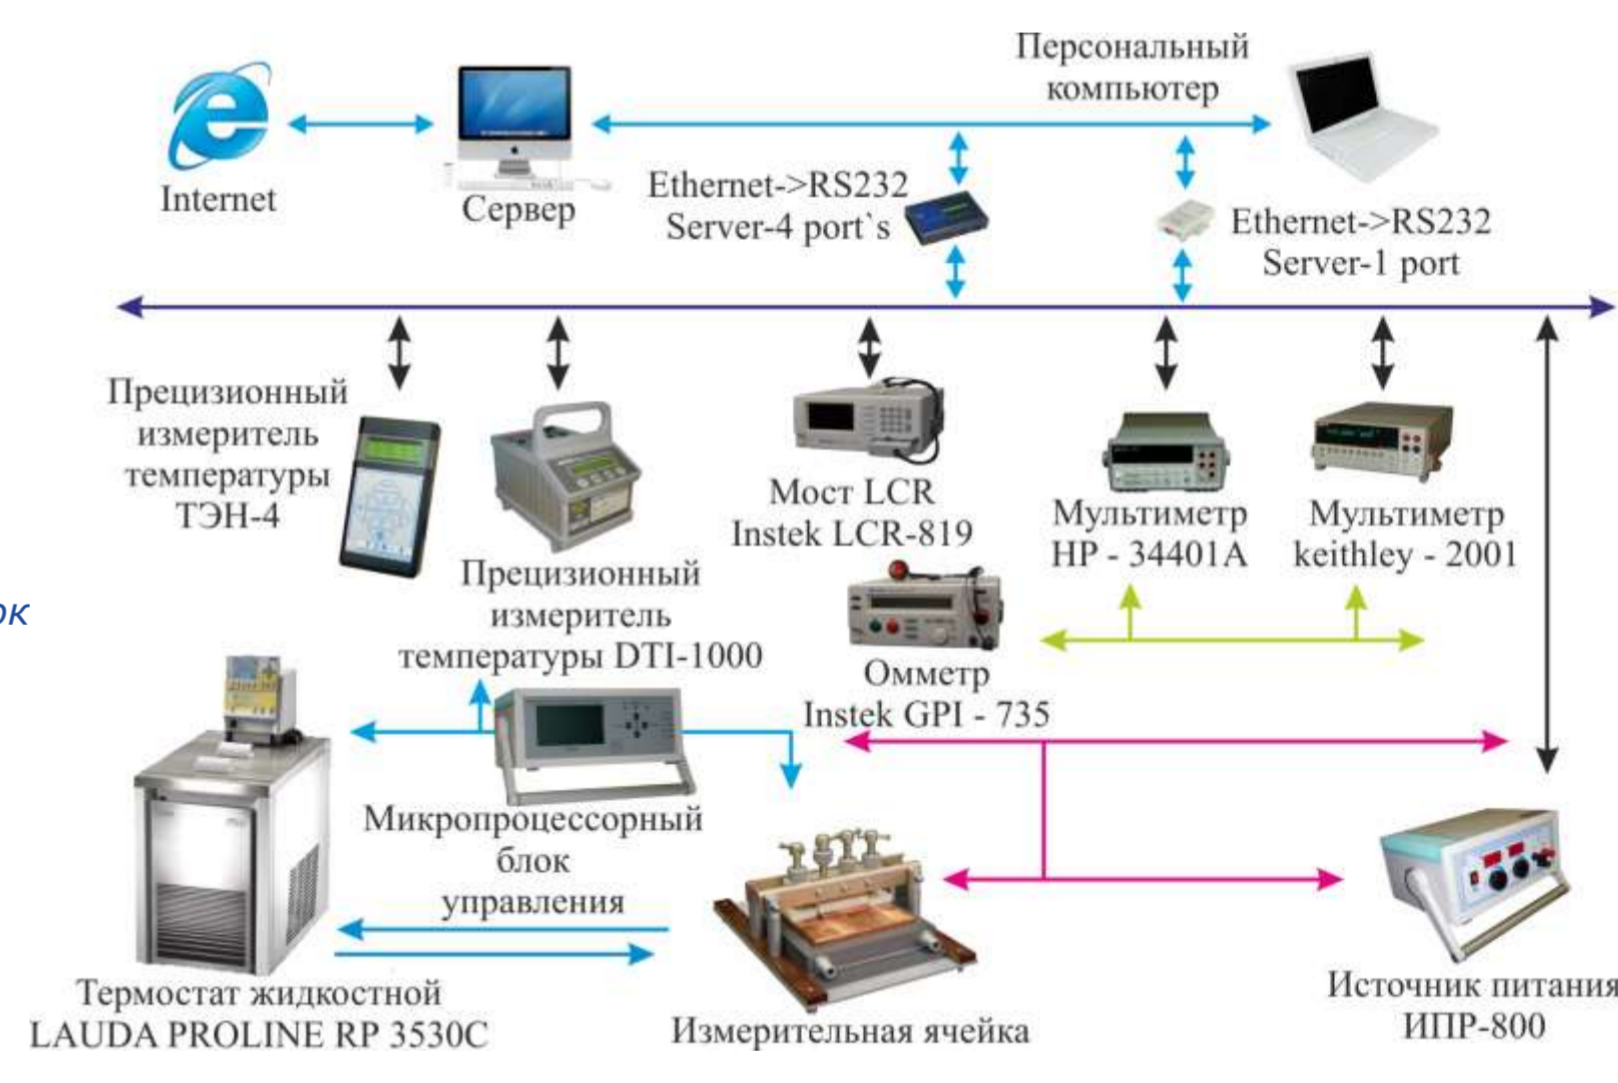 Персональный
компьютер
Internet
Сервер
Ethernet->RS232
Server-4 port`s
Ethernet->RS232
Server-1 port
Прецизионный
измеритель
температуры
ТЭН-4
Прецизионный
измеритель
температуры DTI-1000
Мост LCR
Instek LCR-819
Мультиметр
HP - 34401A
Мультиметр
keithley - 2001
Омметр
Instek GPI - 735
ок
Микропроцессорный
блок
управления
Термостат жидкостной
LAUDA PROLINE RP 3530C
Измерительная ячейка
Источник питания
ИПР-800